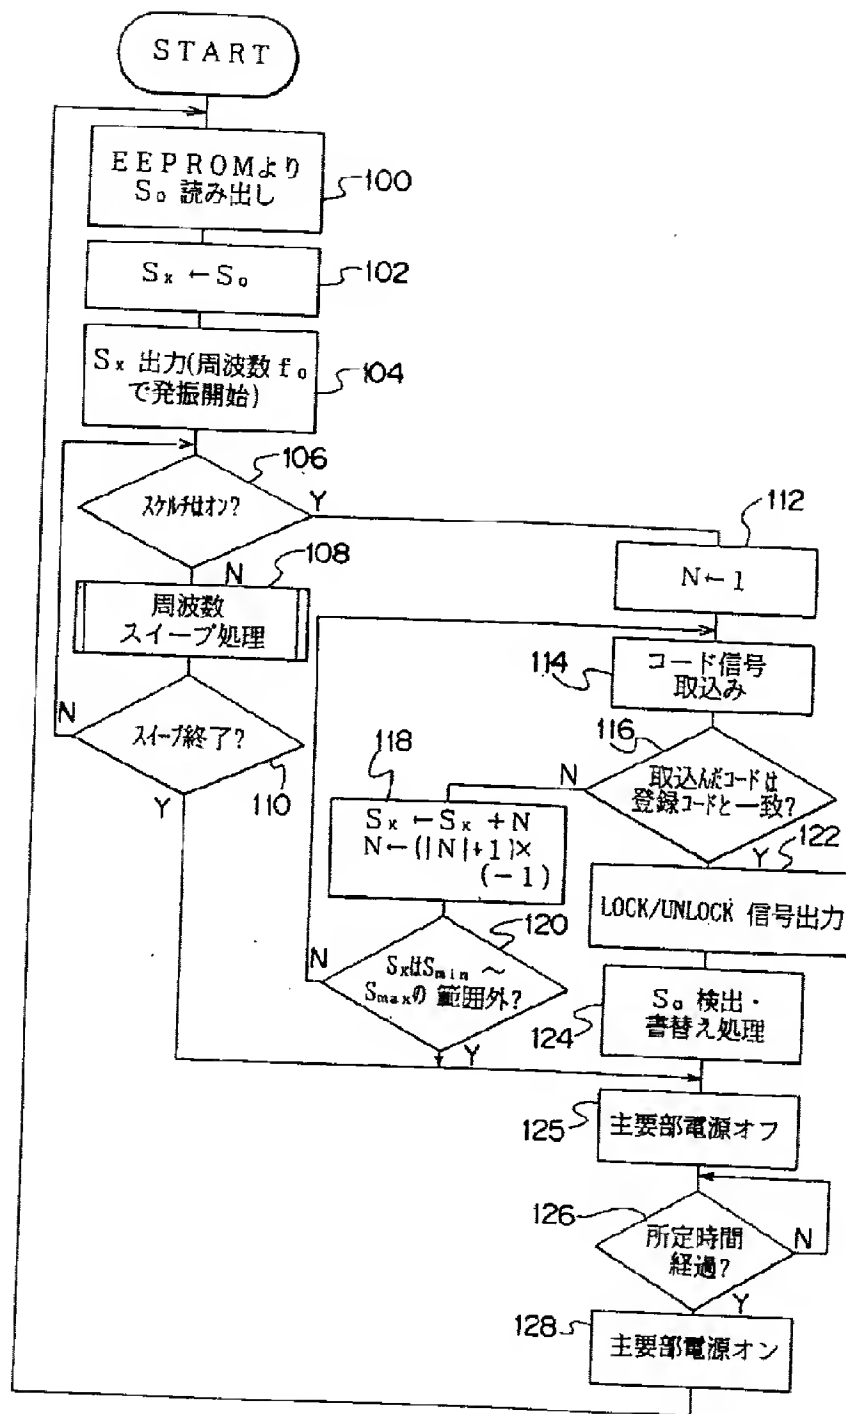 START
EEPROMより
S₀ 読み出し
100
Sx ← S₀
102
Sx 出力(周波数 f₀
で発振開始)
104
スケルチはオン?
106
Y
N
周波数
スイープ処理
108
スイープ終了?
110
N
Y
N←1
112
コード信号
取込み
114
取込んだコードは
登録コードと一致?
116
N
Y
Sx ← Sx + N
N←(|N|+1)×
(-1)
118
SxはSmin ~
Smaxの 範囲外?
120
N
Y
LOCK/UNLOCK 信号出力
122
S₀ 検出・
書替え処理
124
主要部電源オフ
125
所定時間
経過?
126
N
Y
主要部電源オン
128